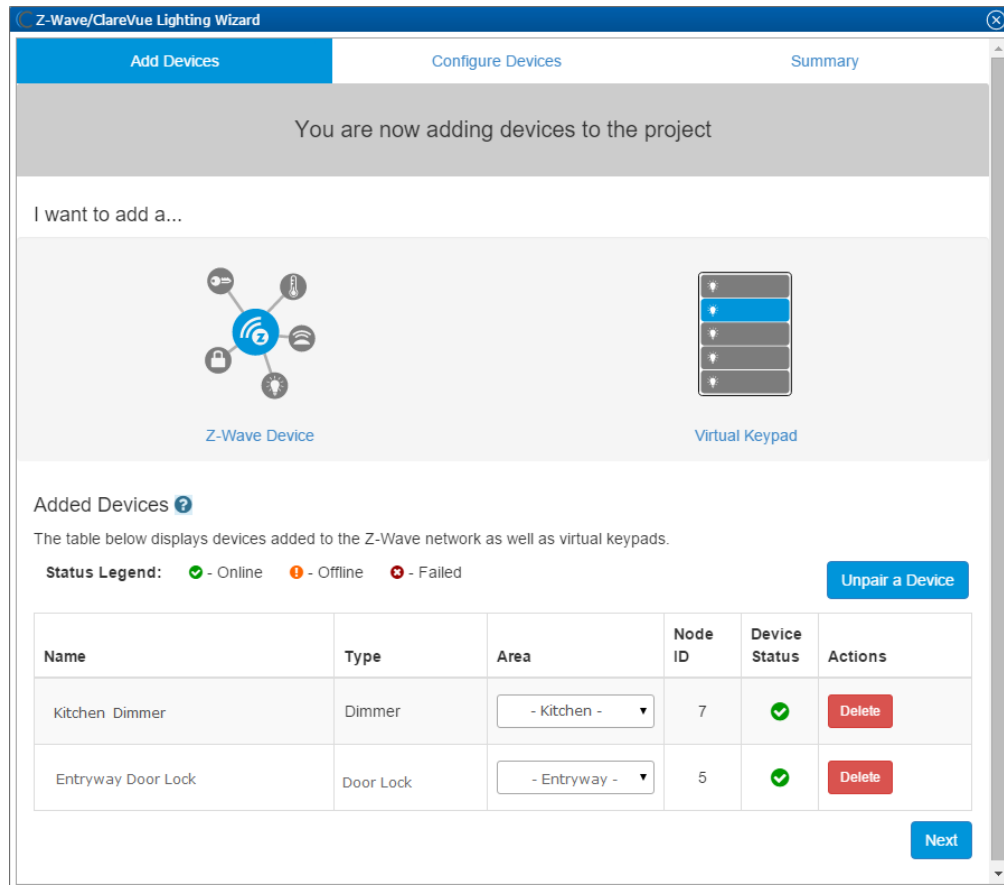 Z-Wave/ClareVue Lighting Wizard
Add Devices Configure Devices Summary
You are now adding devices to the project
I want to add a...
Z-Wave Device Virtual Keypad
Added Devices ?
The table below displays devices added to the Z-Wave network as well as virtual keypads.
Status Legend: - Online - Offline - Failed
Unpair a Device
Name Type Area Node ID Device Status Actions
Kitchen Dimmer Dimmer - Kitchen - 7 Delete
Entryway Door Lock Door Lock - Entryway - 5 Delete
Next